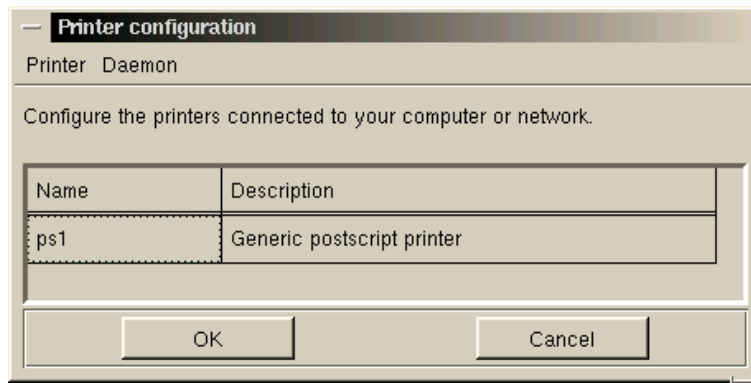 Printer configuration
Printer Daemon
Configure the printers connected to your computer or network.
Name Description
ps1 Generic postscript printer
OK Cancel